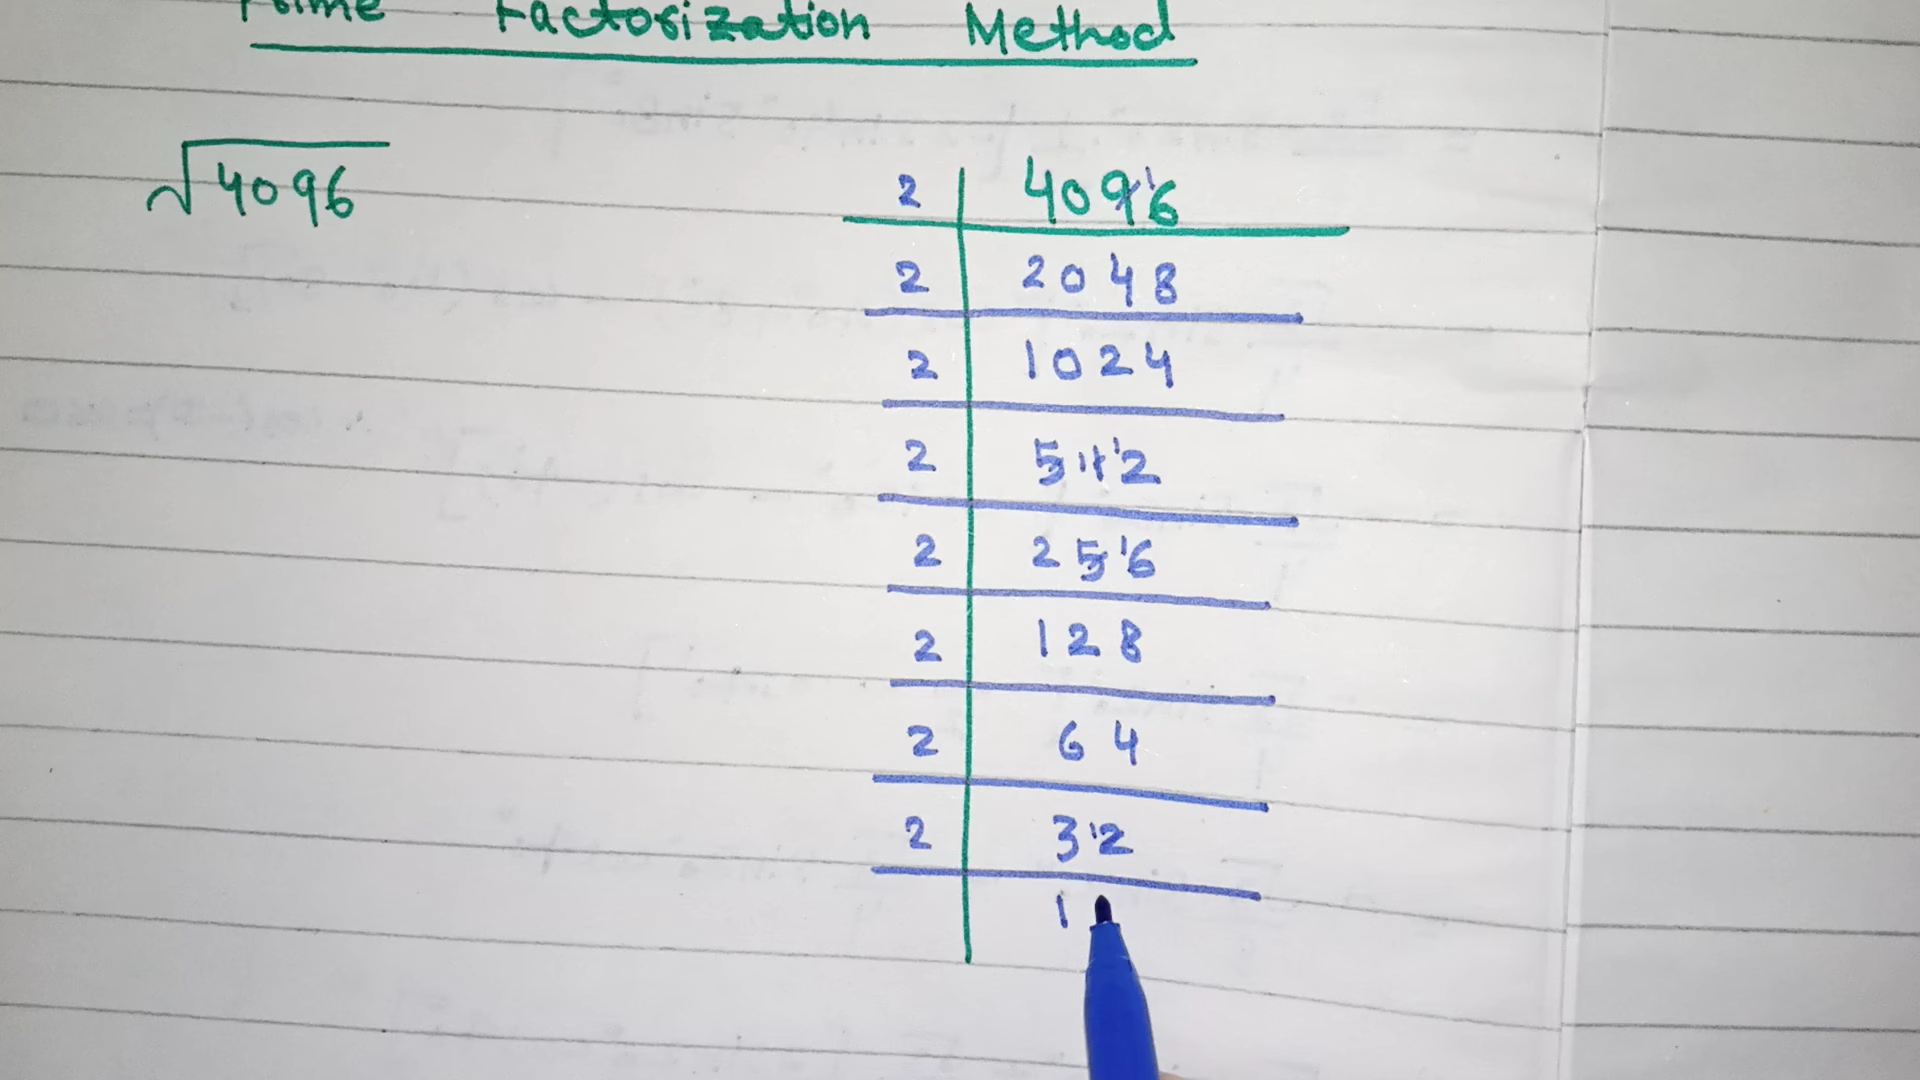 Prime Factorization Method
√4096
2 | 4096
2 | 2048
2 | 1024
2 | 512
2 | 256
2 | 128
2 | 64
2 | 32
1